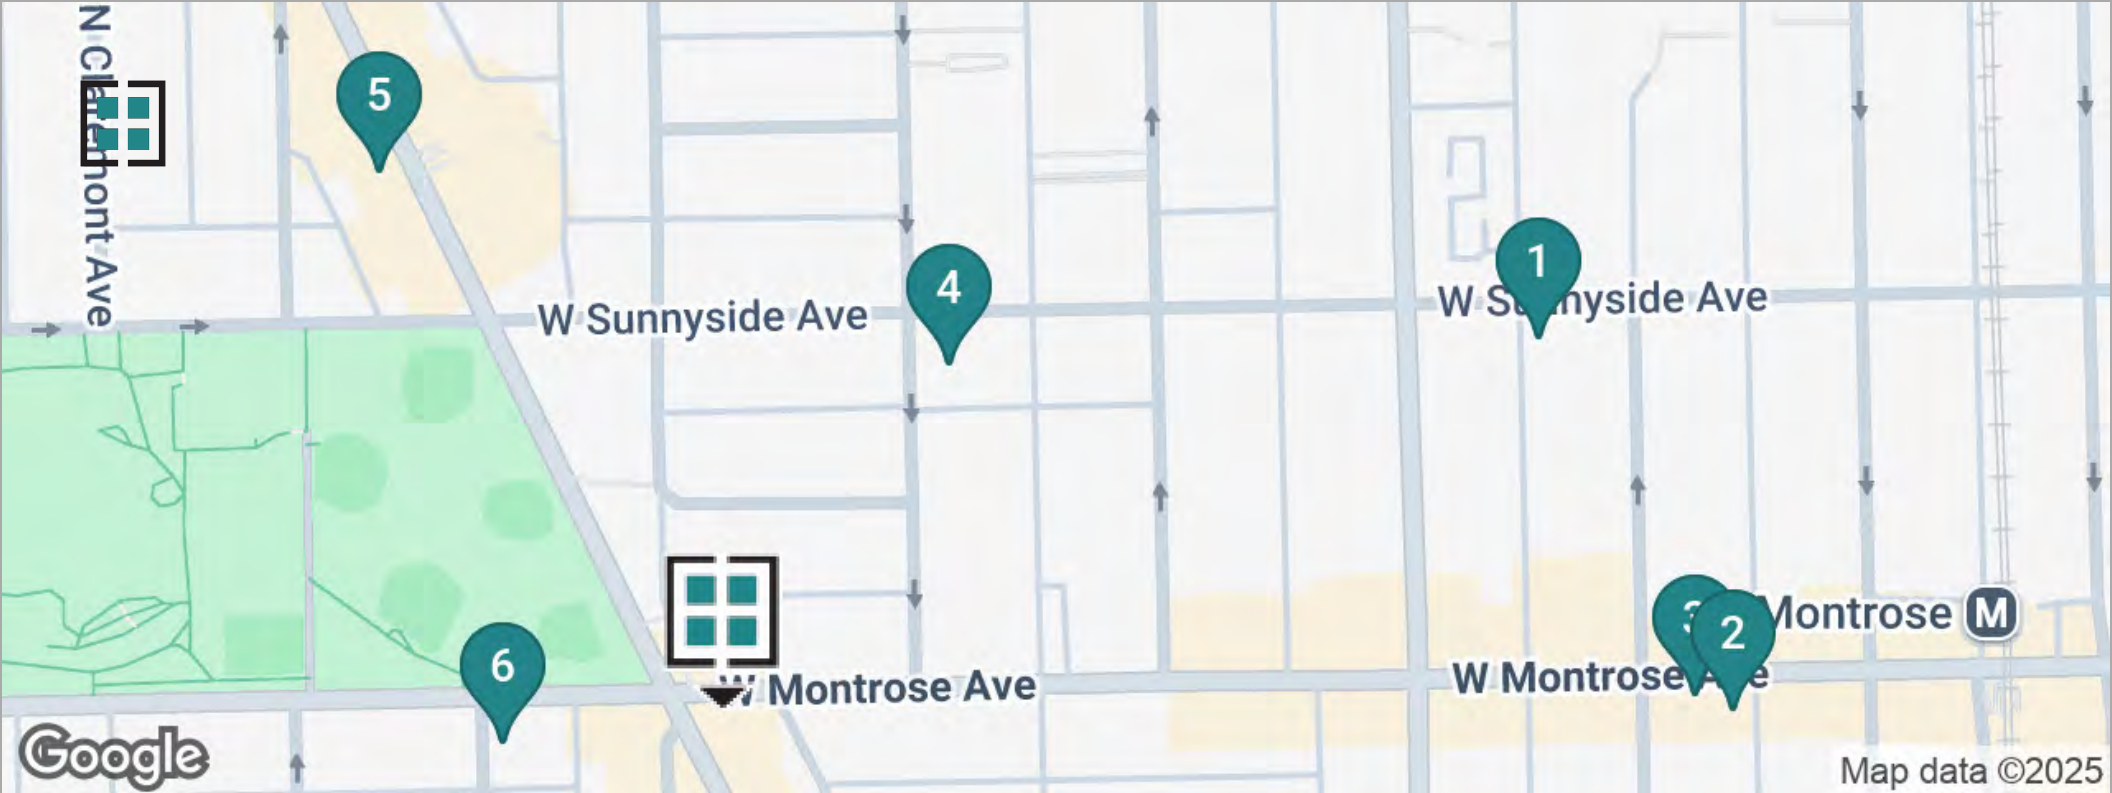 N Claremont Ave
5
4
1
W Sunnyside Ave
W Sunnyside Ave
3
2
Montrose M
6
W Montrose Ave
W Montrose Ave
Google
Map data ©2025